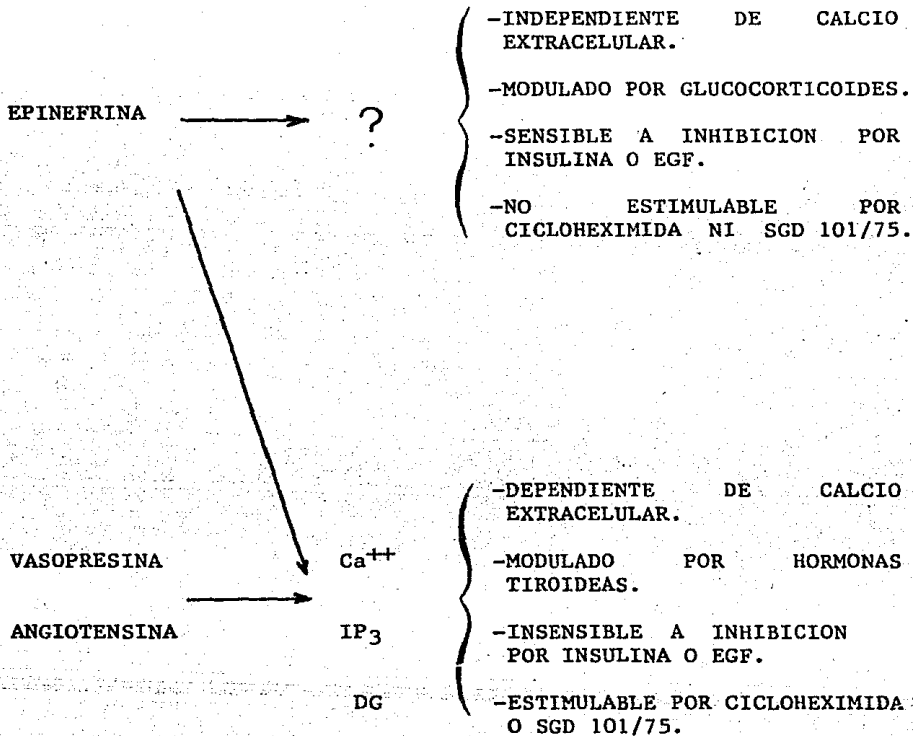 -INDEPENDIENTE DE CALCIO
EXTRACELULAR.
-MODULADO POR GLUCOCORTICOIDES.
EPINEFRINA
?
-SENSIBLE A INHIBICION POR
INSULINA O EGF.
-NO ESTIMULABLE POR
CICLOHEXIMIDA NI SGD 101/75.
-DEPENDIENTE DE CALCIO
EXTRACELULAR.
VASOPRESINA
Ca++
-MODULADO POR HORMONAS
TIROIDEAS.
ANGIOTENSINA
IP3
-INSENSIBLE A INHIBICION
POR INSULINA O EGF.
DG
-ESTIMULABLE POR CICLOHEXIMIDA
O SGD 101/75.